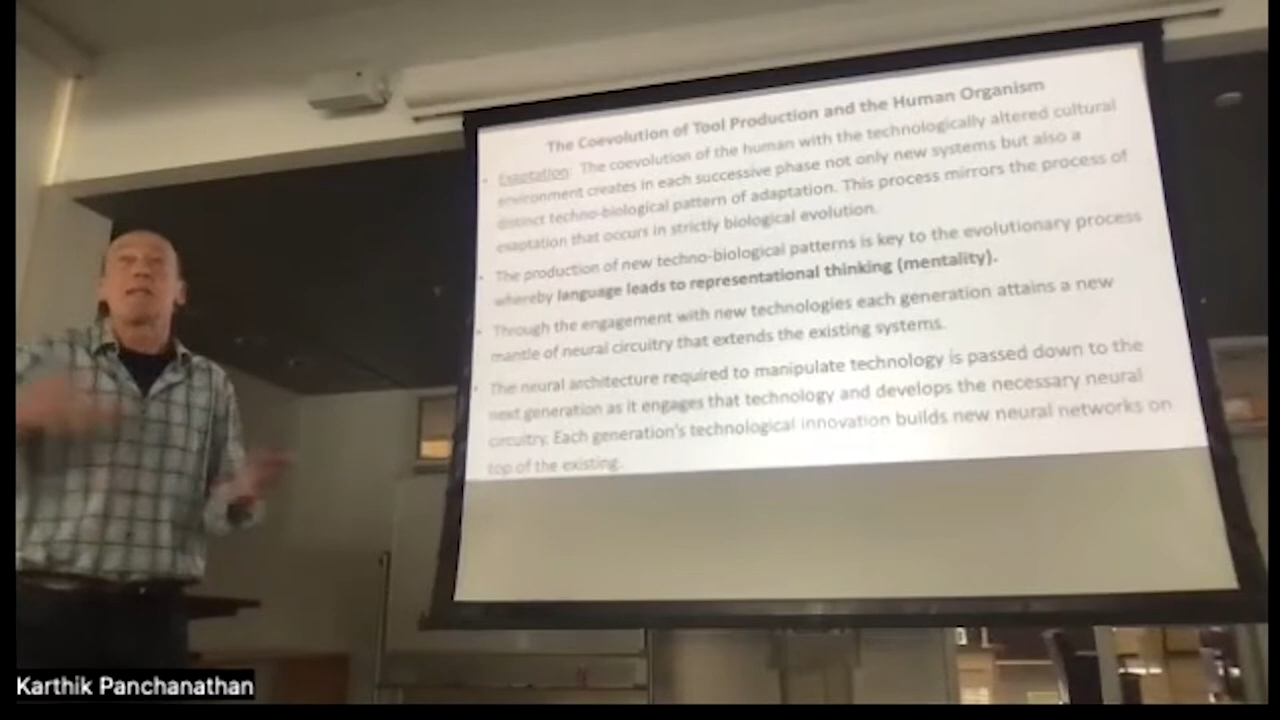 The Coevolution of Tool Production and the Human Organism
• Exaptation: The coevolution of the human with the technologically altered cultural
environment creates in each successive phase not only new systems but also a
distinct techno-biological pattern of adaptation. This process mirrors the process of
exaptation that occurs in strictly biological evolution.
• The production of new techno-biological patterns is key to the evolutionary process
whereby language leads to representational thinking (mentality).
• Through the engagement with new technologies each generation attains a new
mantle of neural circuitry that extends the existing systems.
• The neural architecture required to manipulate technology is passed down to the
next generation as it engages that technology and develops the necessary neural
circuitry. Each generation's technological innovation builds new neural networks on
top of the existing.
Karthik Panchanathan